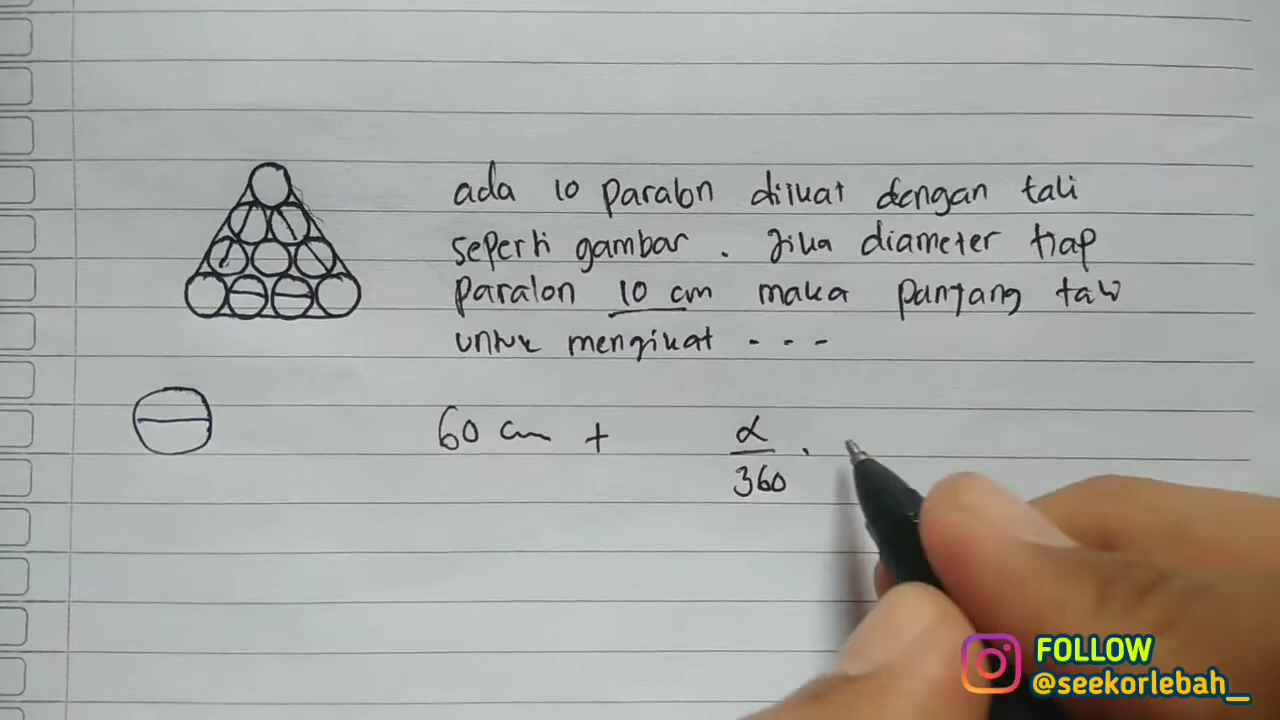 ada 10 paralon diikat dengan tali
seperti gambar . Jika diameter tiap
paralon 10 cm maka panjang tali
untuk mengikat ...
60 cm + α/360 .
FOLLOW
@seekorlebah_